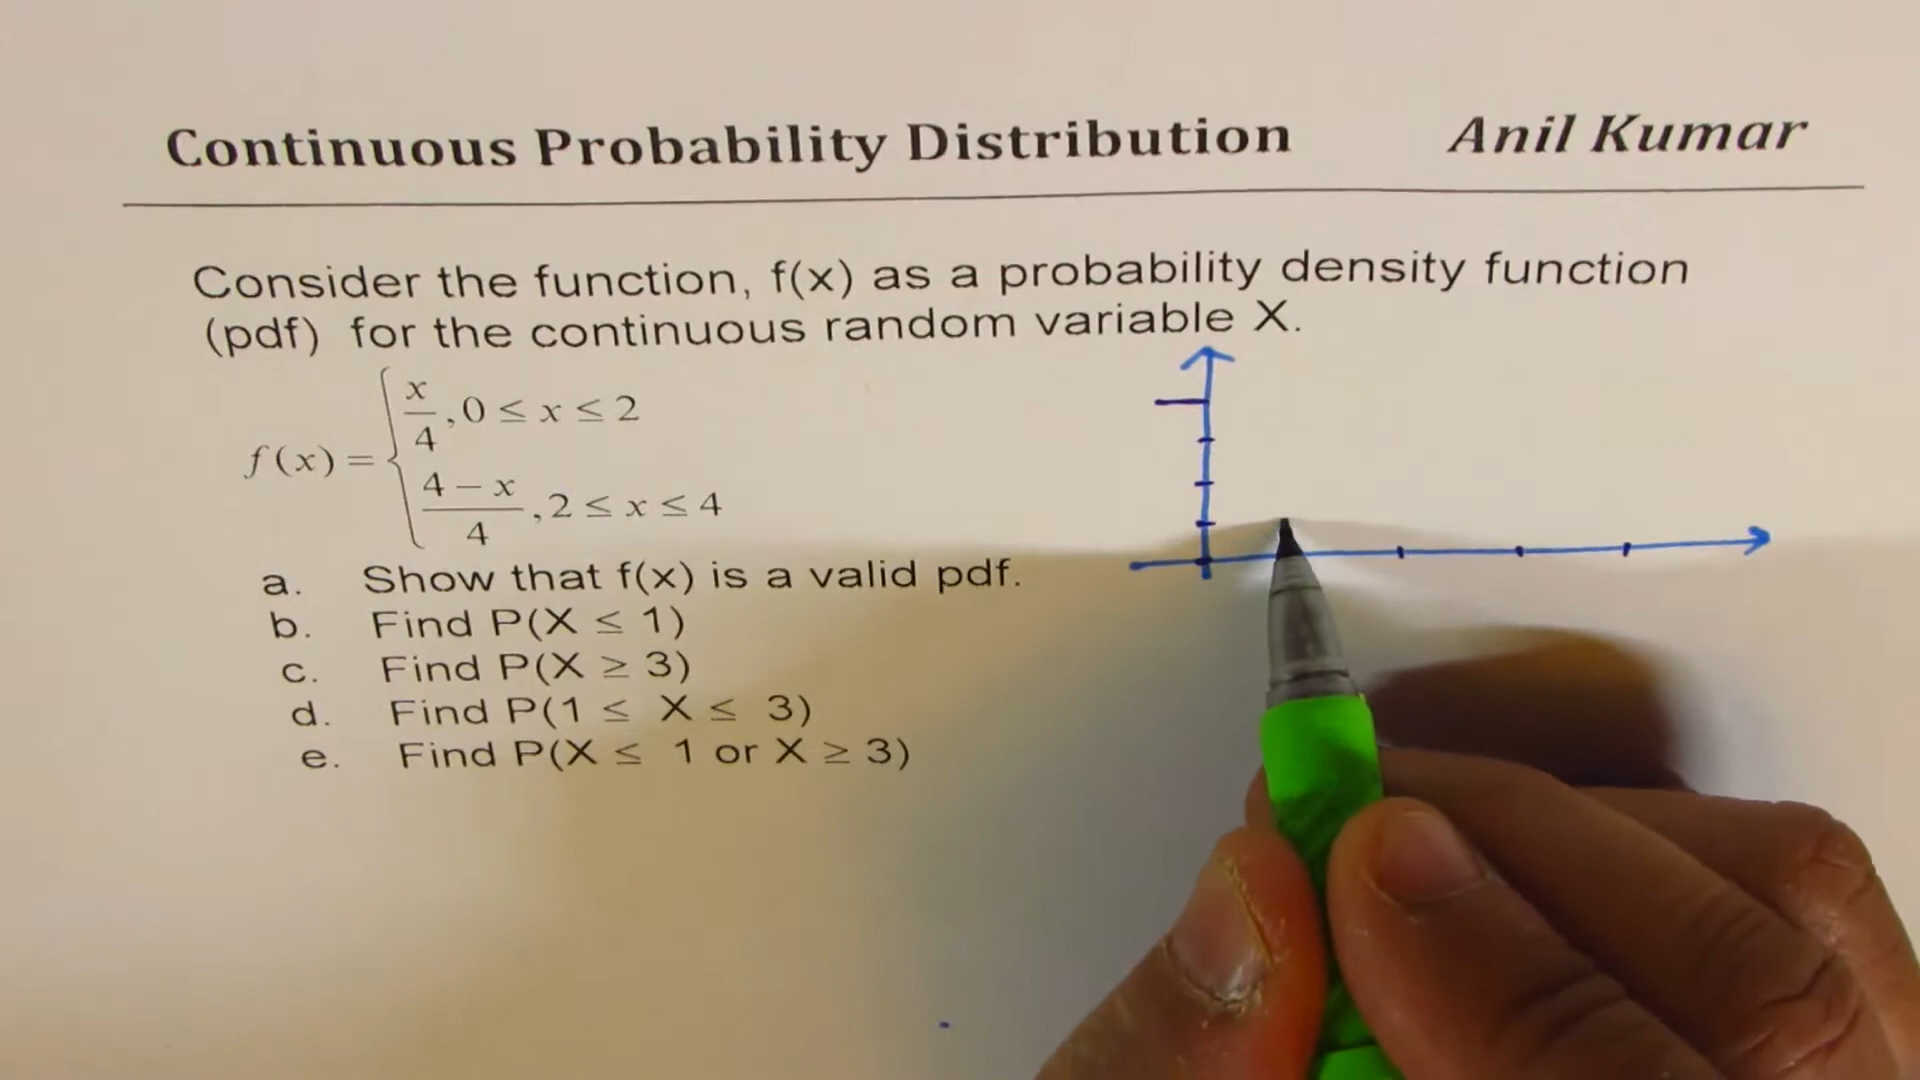 Continuous Probability Distribution Anil Kumar
Consider the function, f(x) as a probability density function
(pdf) for the continuous random variable X.
f(x) = { x/4, 0 ≤ x ≤ 2
4 − x/4, 2 ≤ x ≤ 4
a. Show that f(x) is a valid pdf.
b. Find P(X ≤ 1)
c. Find P(X ≥ 3)
d. Find P(1 ≤ X ≤ 3)
e. Find P(X ≤ 1 or X ≥ 3)